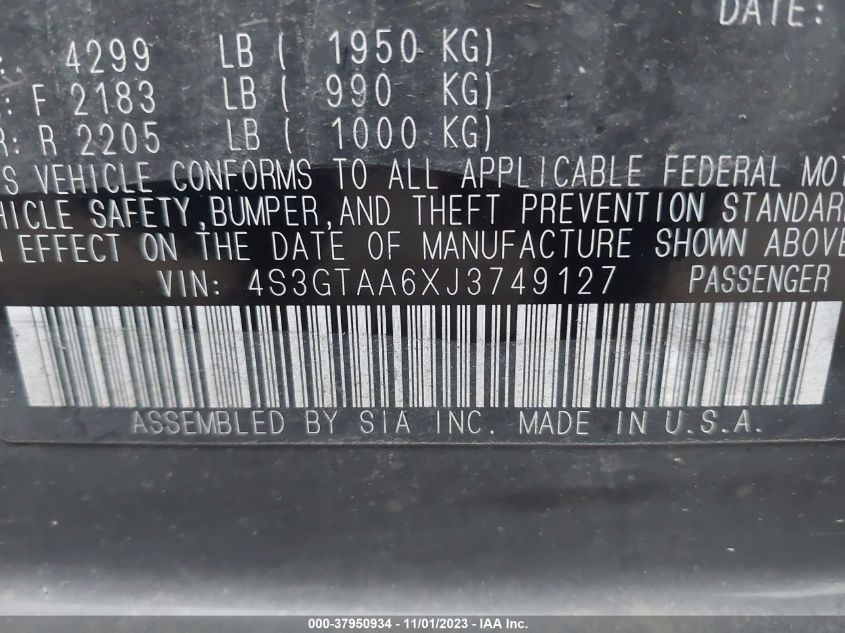 DATE:
4299 LB ( 1950 KG)
F 2183 LB ( 990 KG)
R: R 2205 LB ( 1000 KG)
S VEHICLE CONFORMS TO ALL APPLICABLE FEDERAL MOT
HICLE SAFETY,BUMPER,AND THEFT PREVENTION STANDAR
EFFECT ON THE DATE OF MANUFACTURE SHOWN ABOVE
VIN: 4S3GTAA6XJ3749127 PASSENGER
ASSEMBLED BY SIA INC. MADE IN U.S.A.
000-37950934 - 11/01/2023 - IAA Inc.